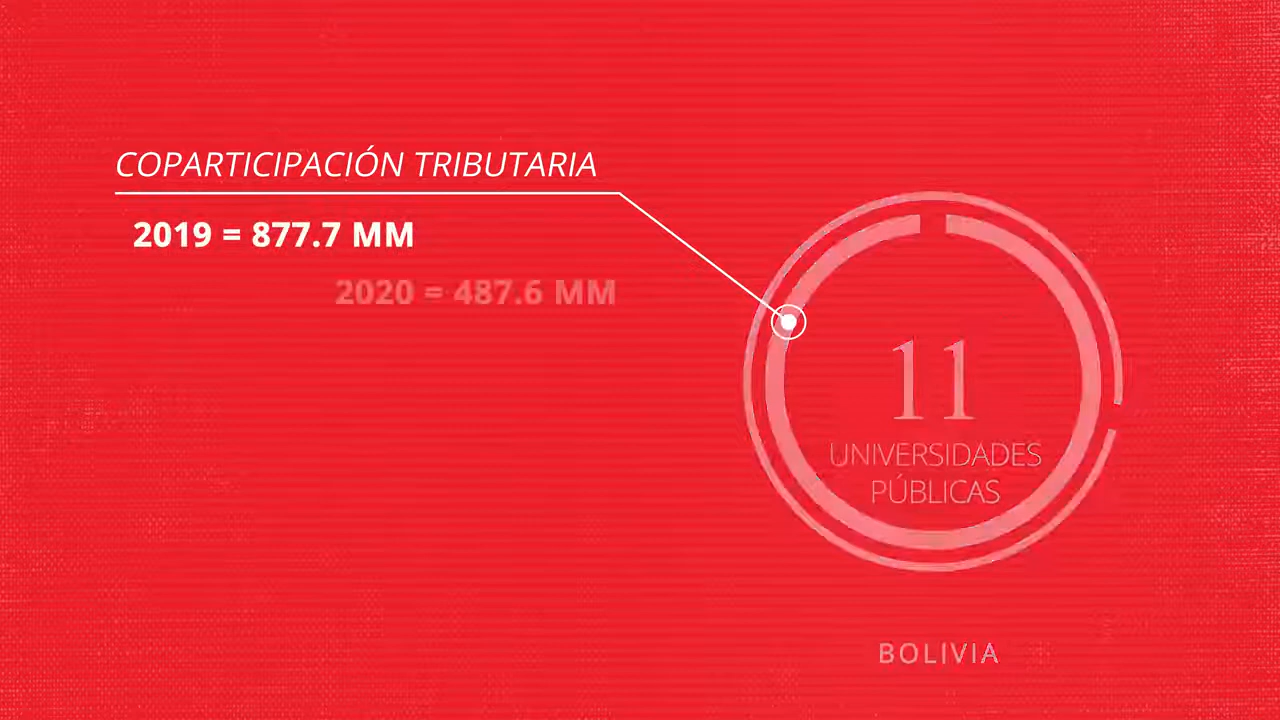 COPARTICIPACIÓN TRIBUTARIA
2019 = 877.7 MM
2020 = 487.6 MM
11
UNIVERSIDADES
PÚBLICAS
BOLIVIA